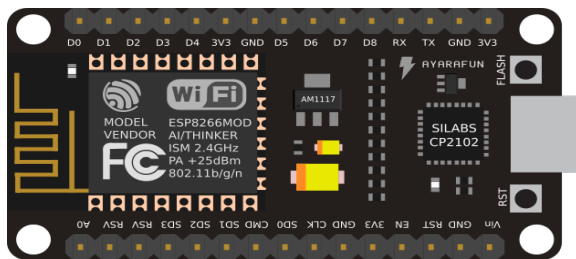 D0 D1 D2 D3 D4 3V3 GND D5 D6 D7 D8 RX TX GND 3V3
AYARAFUN
FLASH
WiFi
MODEL
VENDOR
ESP8266MOD
AI/THINKER
ISM 2.4GHz
PA +25dBm
802.11b/g/n
FC
AM1117
SILABS
CP2102
RST
A0 RSV RSV SD3 SD2 SD1 CMD SD0 CLK GND 3V3 EN RST GND Vin